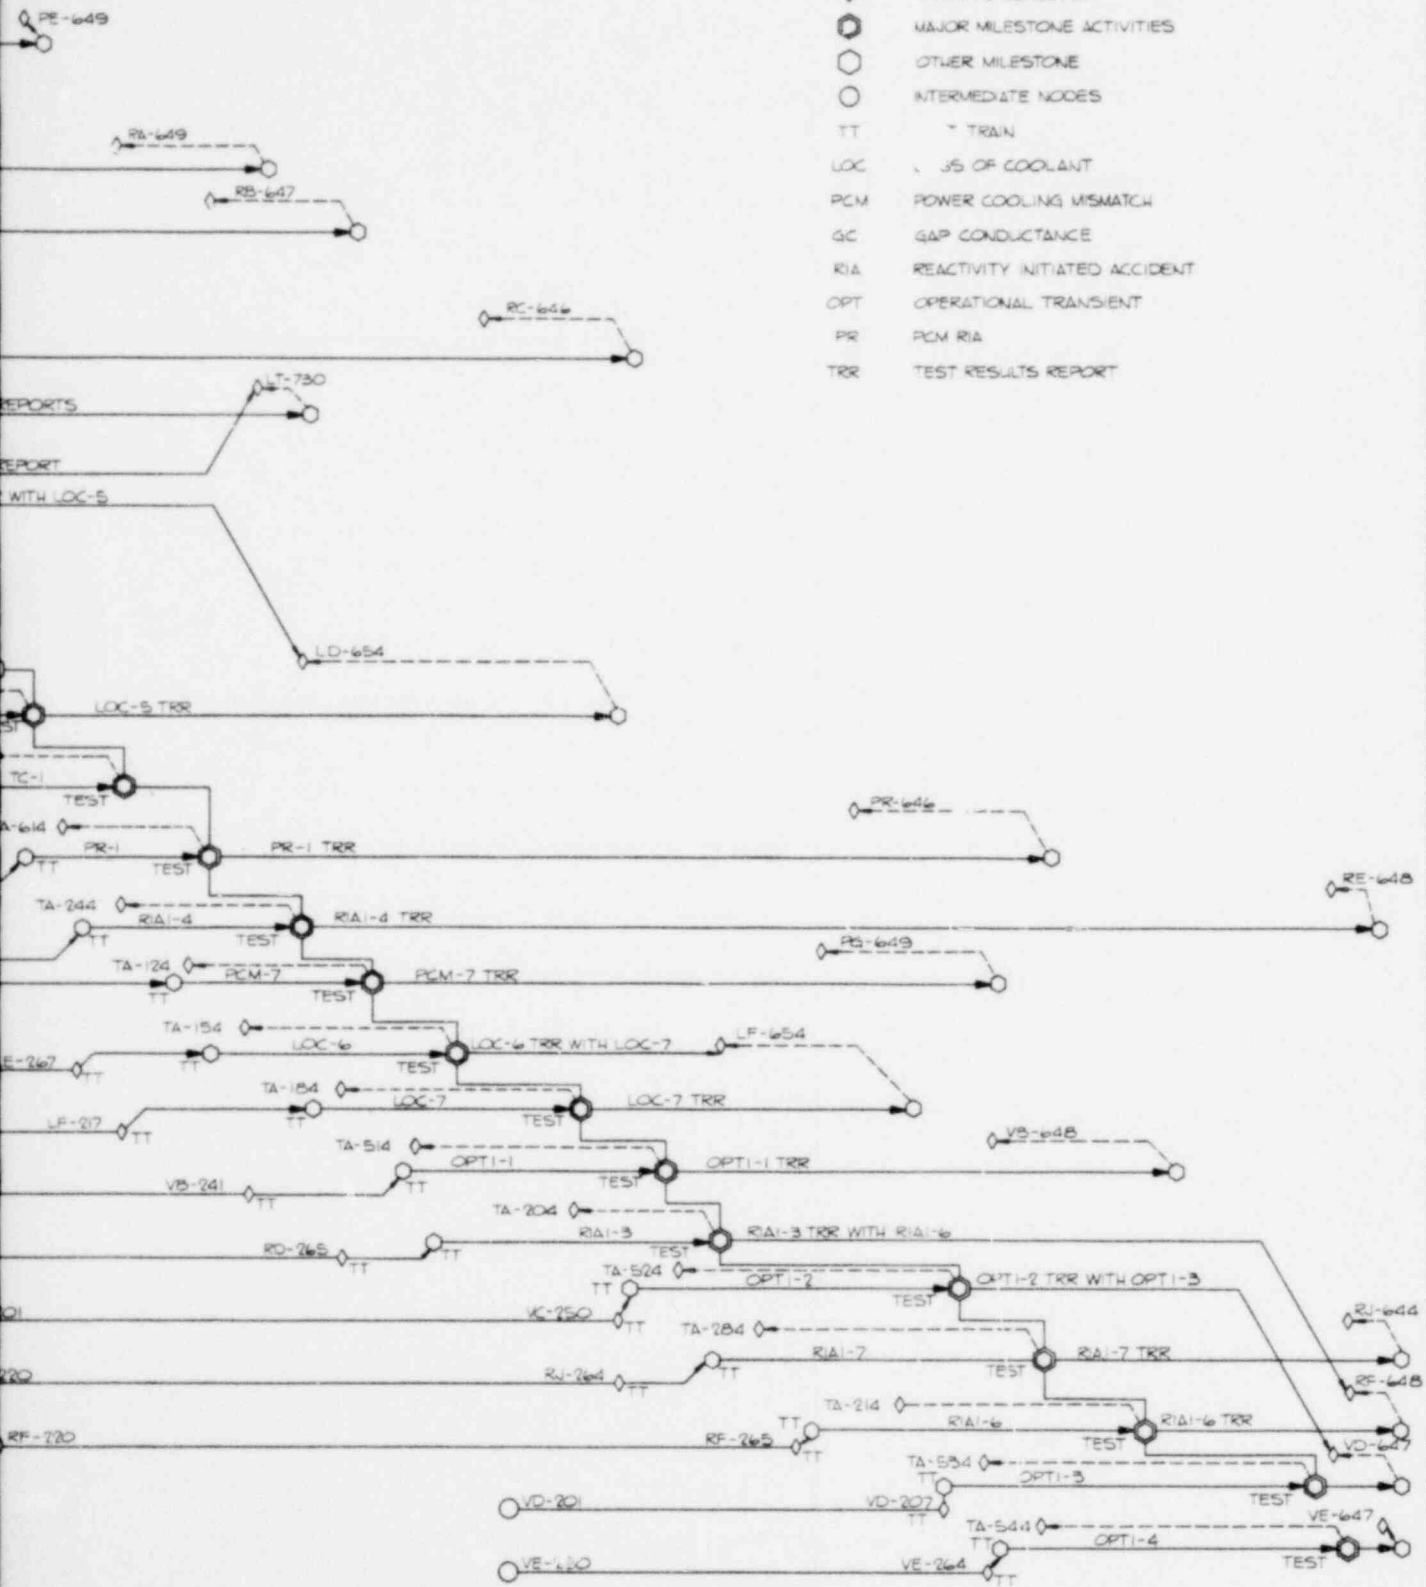 PE-649
MAJOR MILESTONE ACTIVITIES
OTHER MILESTONE
INTERMEDIATE NODES
RA-649
TT TRAIN
LOC OF COOLANT
RB-647
PCM POWER COOLING MISMATCH
GC GAP CONDUCTANCE
RIA REACTIVITY INITIATED ACCIDENT
RC-646
OPT OPERATIONAL TRANSIENT
PR PCM RIA
TRR TEST RESULTS REPORT
LT-730
REPORTS
REPORT
WITH LOC-5
LD-654
LOC-5 TRR
TC-1
TEST
PR-646
A-614
PR-1
PR-1 TRR
TT
TEST
RE-648
TA-244
RIA1-4
RIA1-4 TRR
TT
TEST
PG-649
TA-124
PCM-7
PCM-7 TRR
TT
TEST
TA-154
LOC-6
LOC-6 TRR WITH LOC-7
LF-654
E-267
TT
TT
TEST
TA-184
LOC-7
LOC-7 TRR
LF-217
TT
TT
TEST
TA-514
VB-648
OPT1-1
OPT1-1 TRR
VB-241
TT
TT
TEST
TA-204
RIA1-3
RIA1-3 TRR WITH RIA1-6
RD-265
TT
TT
TEST
TA-524
OPT1-2
OPT1-2 TRR WITH OPT1-3
TT
TEST
201
VC-250
TT
RJ-644
TA-284
RIA1-7
RIA1-7 TRR
TT
TEST
220
RJ-264
TT
RF-648
TA-214
RIA1-6
RIA1-6 TRR
TT
TEST
RF-220
RF-265
TT
VD-647
TA-534
TT
OPT1-3
TEST
VD-201
VD-207
TT
VE-647
TA-544
TT
OPT1-4
TEST
VE-264
TT